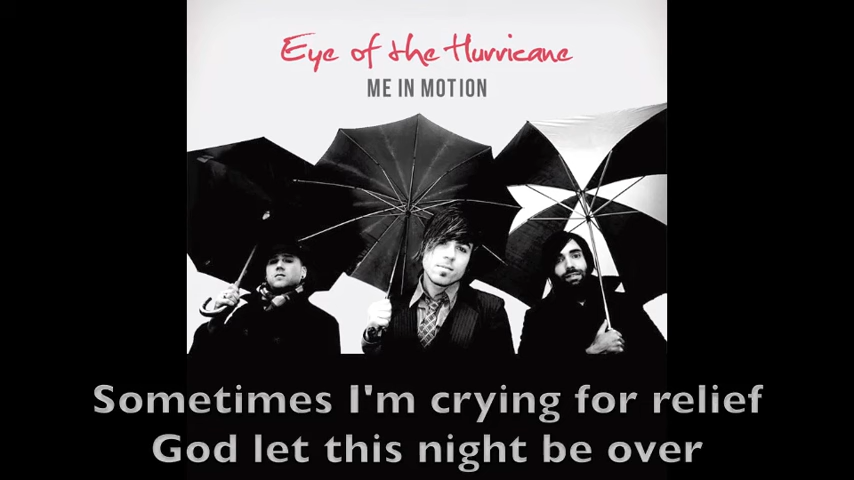 Eye of the Hurricane
ME IN MOTION
Sometimes I'm crying for relief
God let this night be over